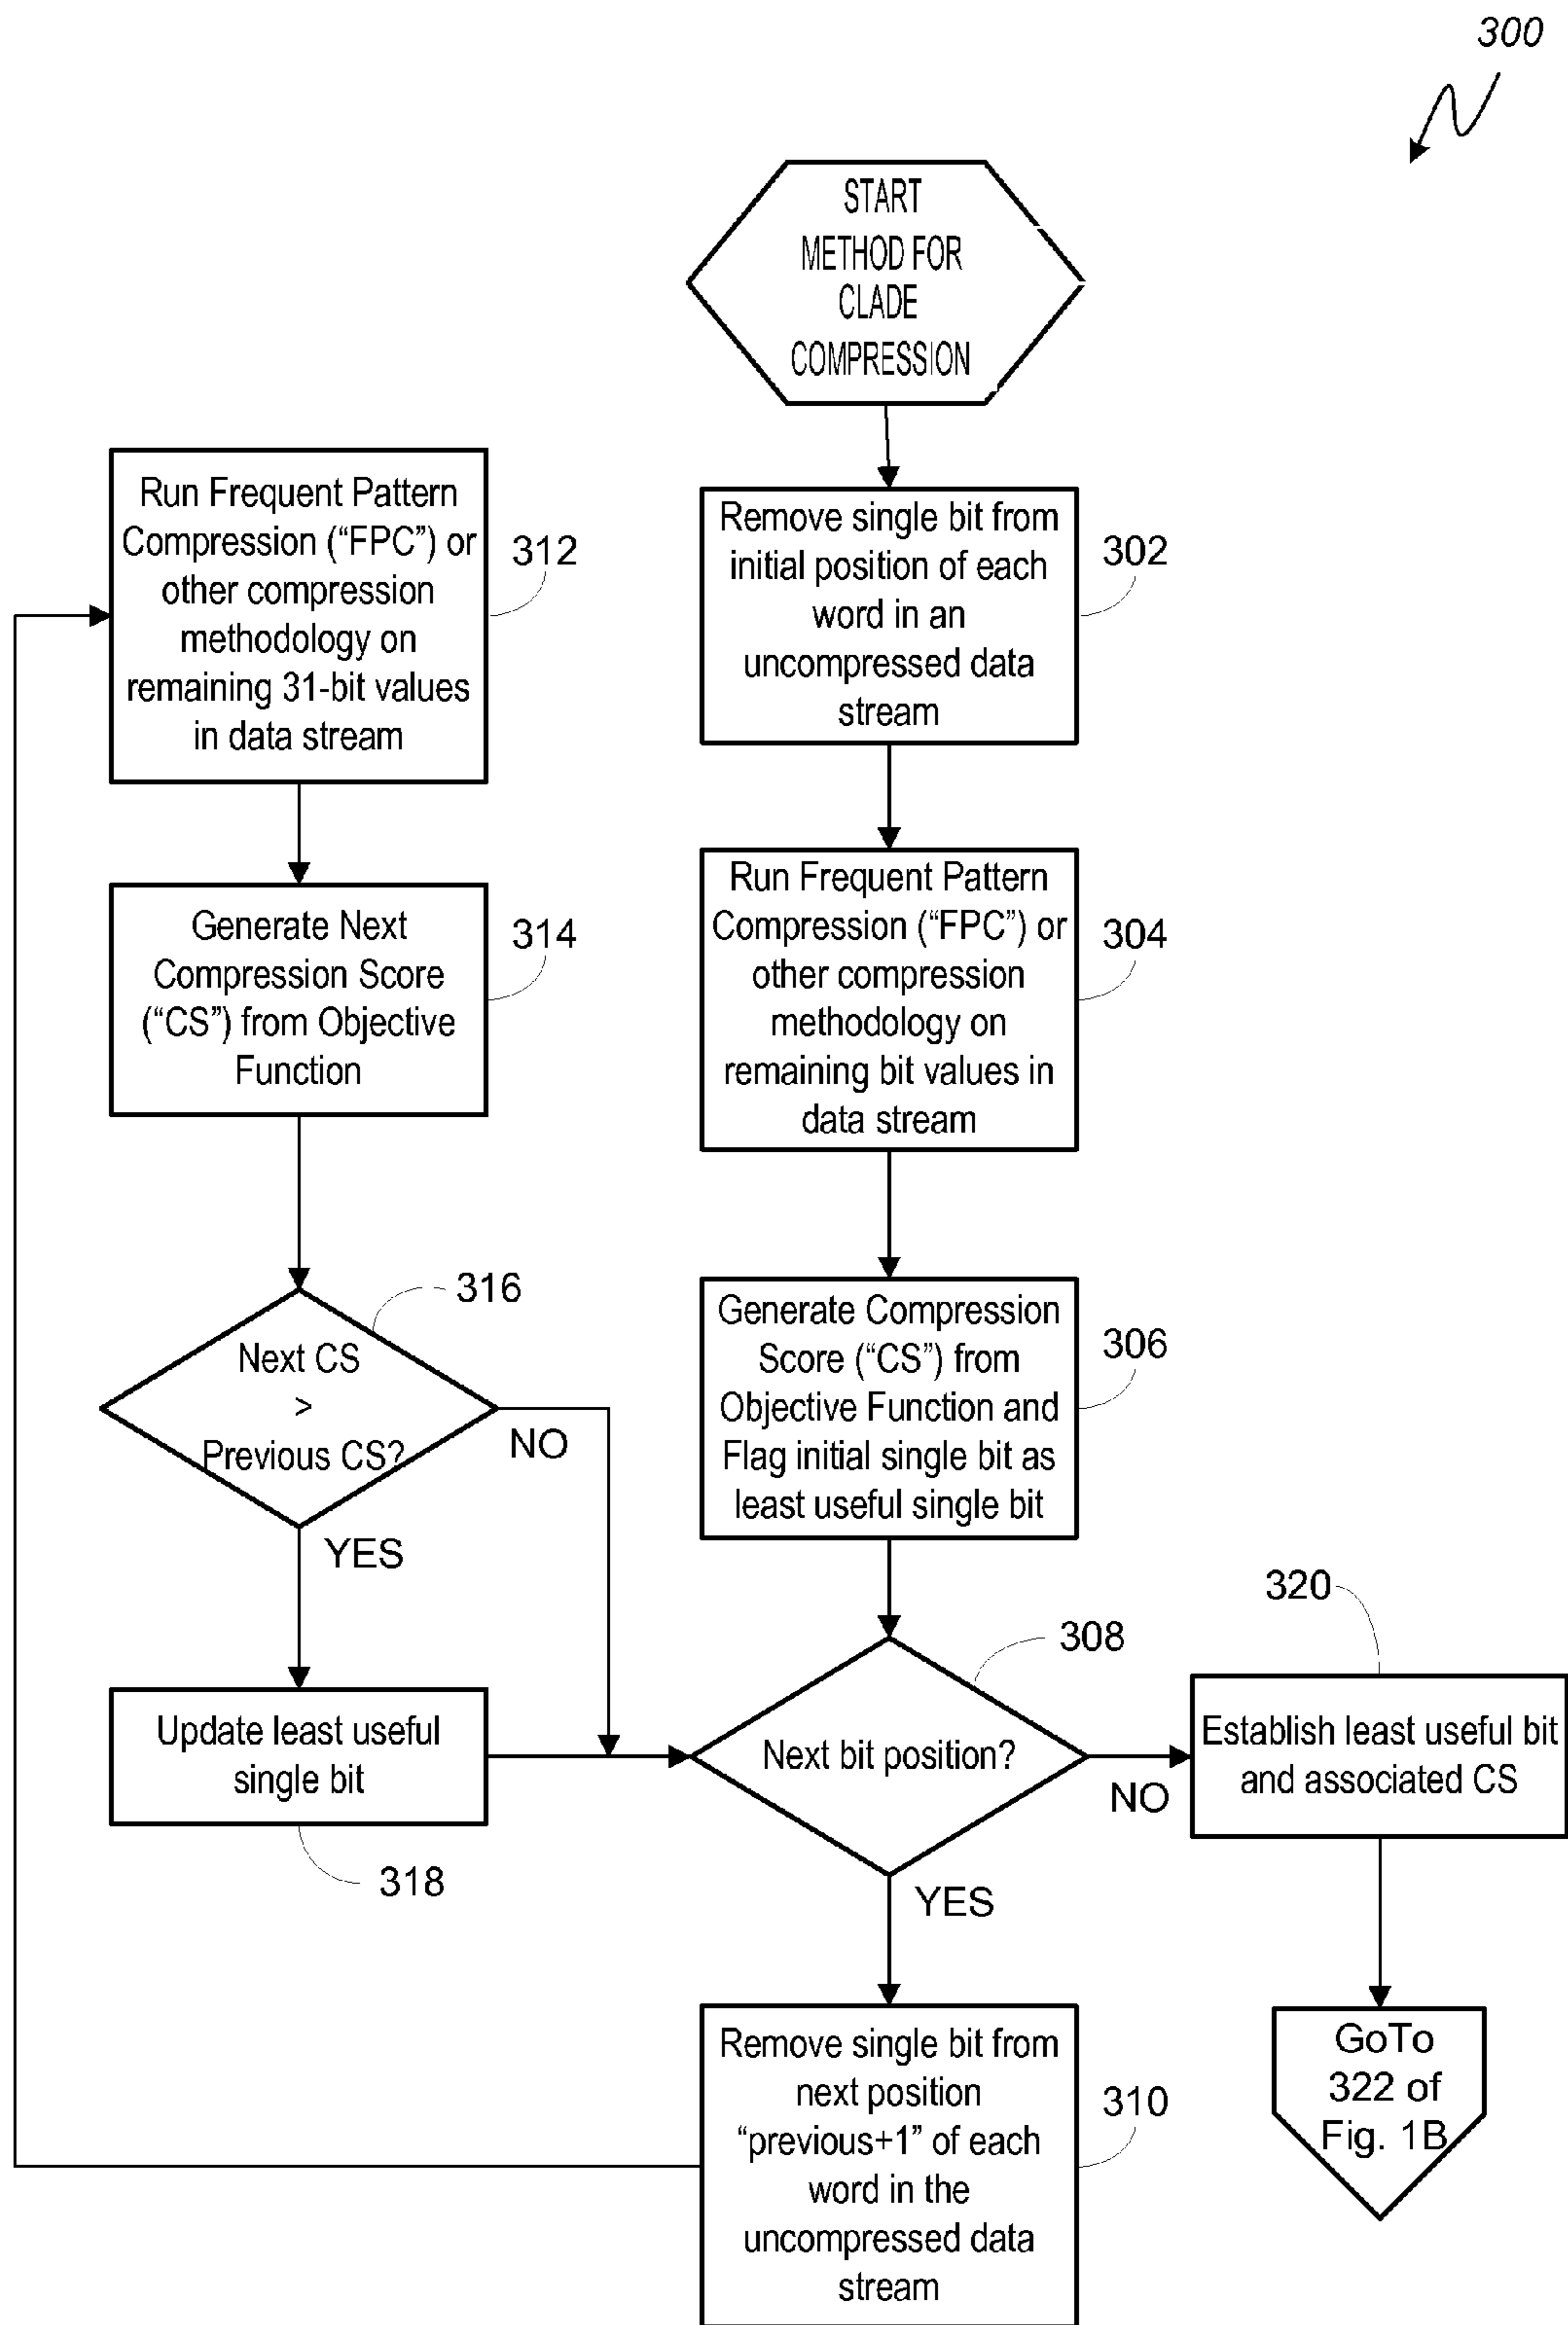 300
START
METHOD FOR
CLADE
COMPRESSION
Remove single bit from
initial position of each
word in an
uncompressed data
stream
302
Run Frequent Pattern
Compression (“FPC”) or
other compression
methodology on
remaining bit values in
data stream
304
Generate Compression
Score (“CS”) from
Objective Function and
Flag initial single bit as
least useful single bit
306
Next bit position?
308
NO
YES
Remove single bit from
next position
“previous+1” of each
word in the
uncompressed data
stream
310
Run Frequent Pattern
Compression (“FPC”) or
other compression
methodology on
remaining 31-bit values
in data stream
312
Generate Next
Compression Score
(“CS”) from Objective
Function
314
Next CS
>
Previous CS?
316
NO
YES
Update least useful
single bit
318
320
Establish least useful bit
and associated CS
GoTo
322 of
Fig. 1B